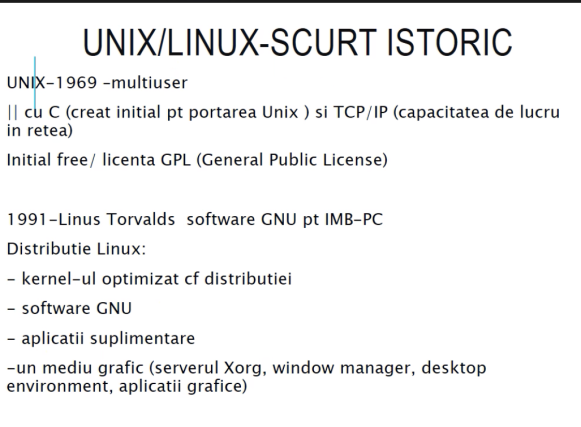 UNIX/LINUX-SCURT ISTORIC
UNIX-1969 -multiuser
|| cu C (creat initial pt portarea Unix ) si TCP/IP (capacitatea de lucru
in retea)
Initial free/ licenta GPL (General Public License)
1991-Linus Torvalds  software GNU pt IMB-PC
Distributie Linux:
- kernel-ul optimizat cf distributiei
- software GNU
- aplicatii suplimentare
-un mediu grafic (serverul Xorg, window manager, desktop
environment, aplicatii grafice)